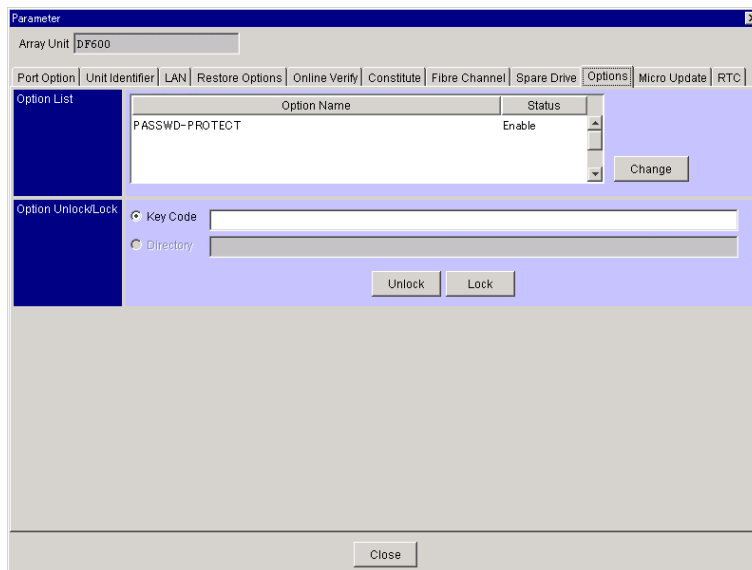 Parameter
Array Unit DF600
Port Option Unit Identifier LAN Restore Options Online Verify Constitute Fibre Channel Spare Drive Options Micro Update RTC
Option List
Option Name Status
PASSWD-PROTECT Enable
Change
Option Unlock/Lock
Key Code
Directory
Unlock Lock
Close